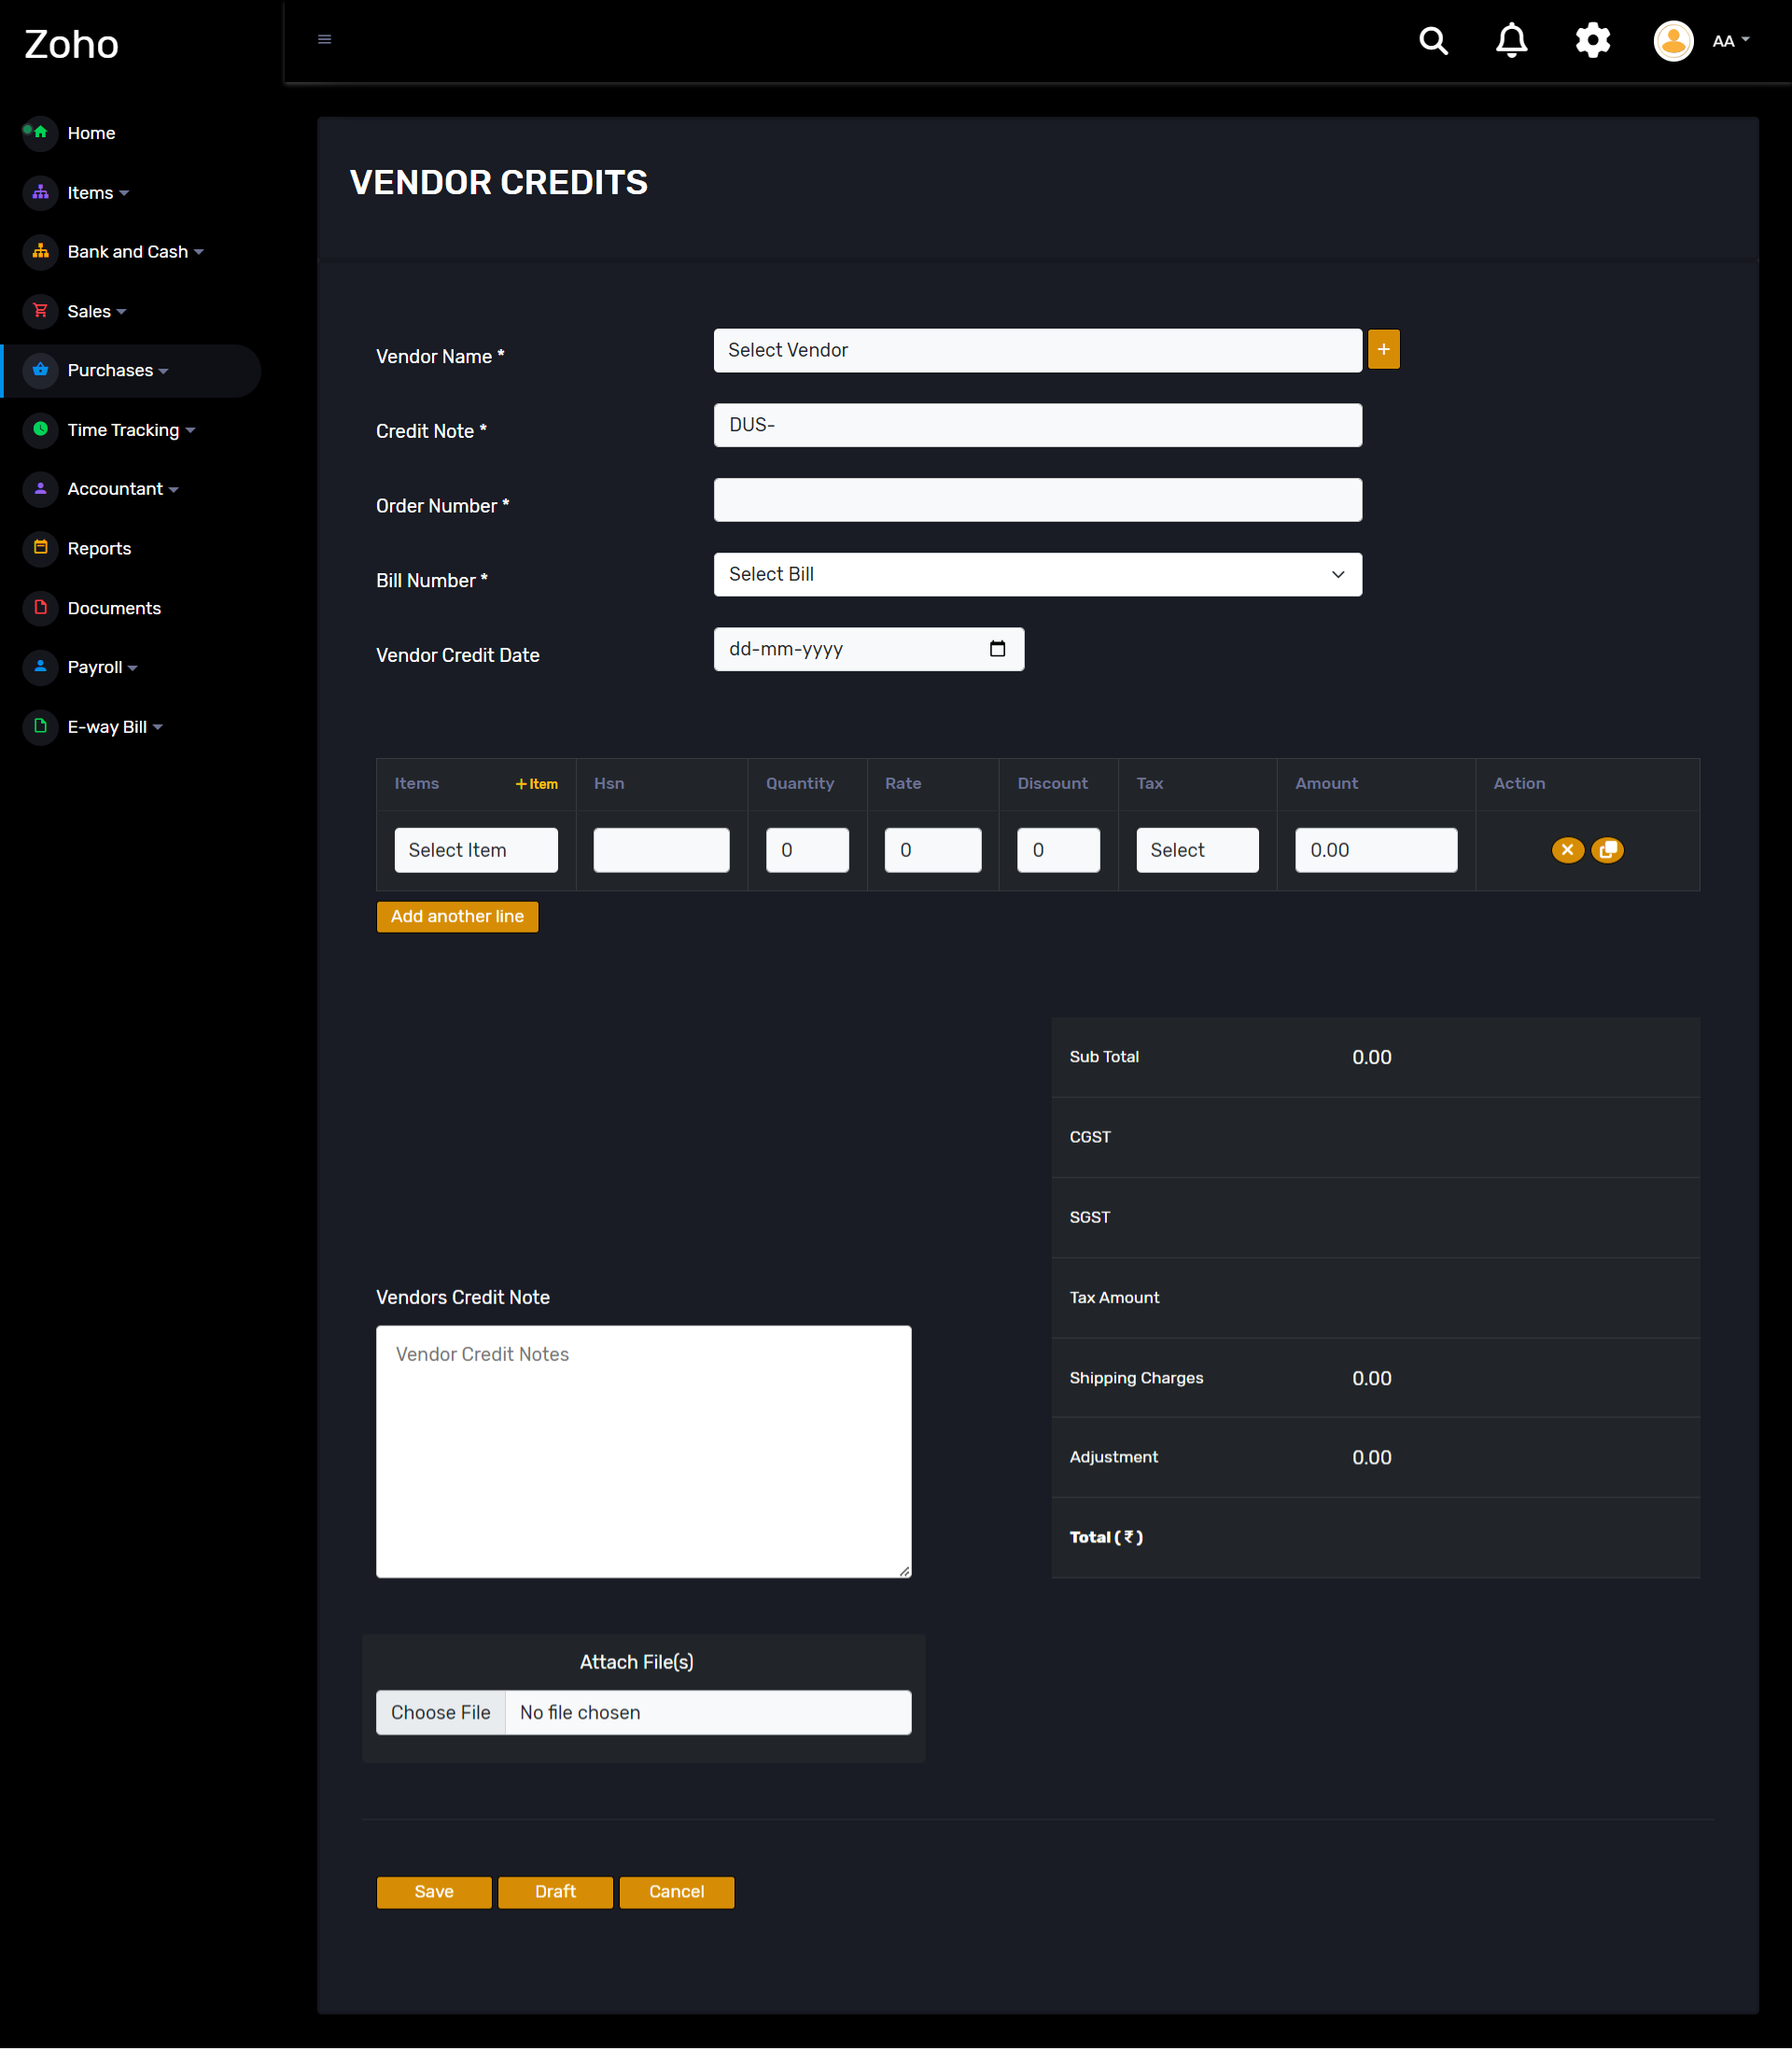 Zoho
AA
Home
Items
Bank and Cash
Sales
Purchases
Time Tracking
Accountant
Reports
Documents
Payroll
E-way Bill
VENDOR CREDITS
Vendor Name *
Select Vendor
+
Credit Note *
DUS-
Order Number *
Bill Number *
Select Bill
Vendor Credit Date
dd-mm-yyyy
Items +Item Hsn Quantity Rate Discount Tax Amount Action
Select Item 0 0 0 Select 0.00
Add another line
Sub Total 0.00
CGST
SGST
Tax Amount
Shipping Charges 0.00
Adjustment 0.00
Total ( ₹ )
Vendors Credit Note
Vendor Credit Notes
Attach File(s)
Choose File No file chosen
Save Draft Cancel